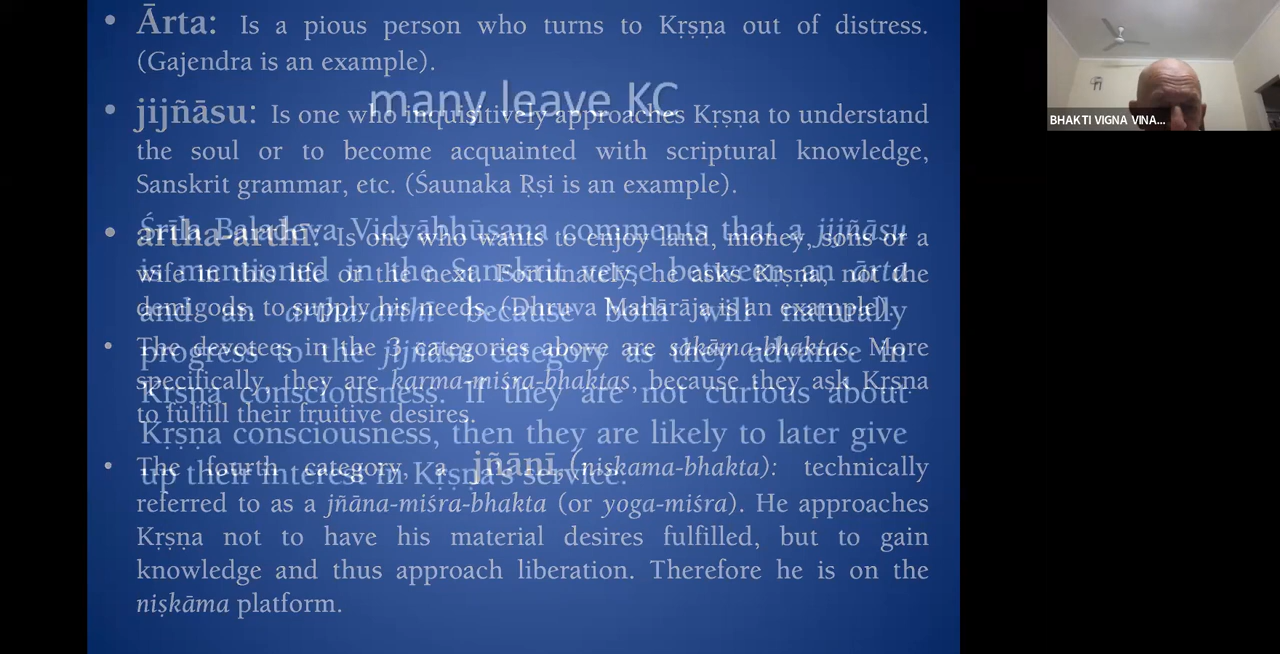 • Ārta: Is a pious person who turns to Kṛṣṇa out of distress.
(Gajendra is an example).
many leave KC
• jijñāsu: Is one who inquisitively approaches Kṛṣṇa to understand
the soul or to become acquainted with scriptural knowledge,
Sanskrit grammar, etc. (Śaunaka Ṛṣi is an example).
• artha-arthī: Is one who wants to enjoy land, money, sons or a
wife in this life or the next. Fortunately, he asks Kṛṣṇa, not the
demigods, to supply his needs. (Dhruva Mahārāja is an example).
• The devotees in the 3 categories above are sakāma-bhaktas. More
specifically, they are karma-miśra-bhaktas, because they ask Kṛṣṇa
to fulfill their fruitive desires.
• The fourth category, a jñānī, (niṣkama-bhakta): technically
referred to as a jñāna-miśra-bhakta (or yoga-miśra). He approaches
Kṛṣṇa not to have his material desires fulfilled, but to gain
knowledge and thus approach liberation. Therefore he is on the
niṣkāma platform.
Śrīla Baladeva Vidyābhūṣaṇa comments that a jijñāsu
is mentioned in the Sanskrit verse between an ārta
and an artha-arthī because both will naturally
progress to the jijñāsu category as they advance in
Kṛṣṇa consciousness. If they are not curious about
Kṛṣṇa consciousness, then they are likely to later give
up their interest in Kṛṣṇa's service.
BHAKTI VIGNA VINA...